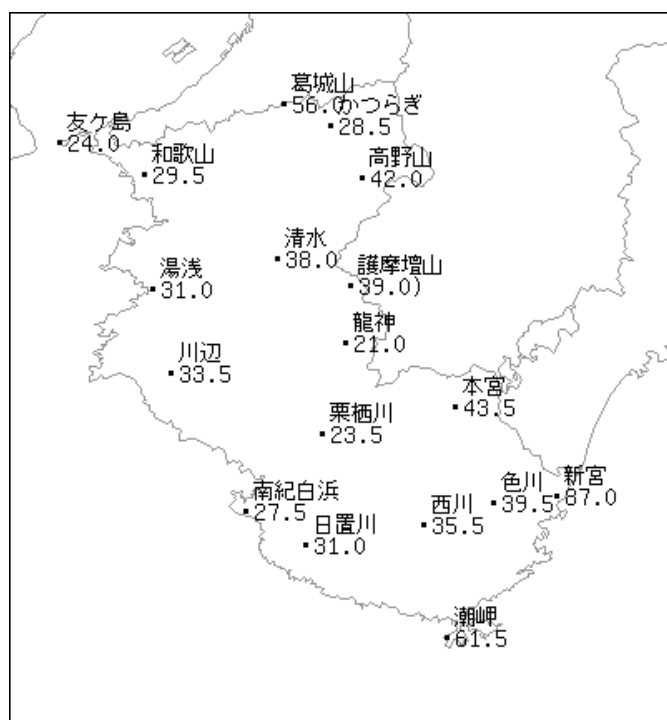 葛城山
56.0
かつらぎ
28.5
友ケ島
24.0
和歌山
29.5
高野山
42.0
清水
38.0
護摩壇山
39.0)
湯浅
31.0
龍神
21.0
川辺
33.5
本宮
43.5
栗栖川
23.5
新宮
87.0
色川
39.5
南紀白浜
27.5
西川
35.5
日置川
31.0
潮岬
61.5